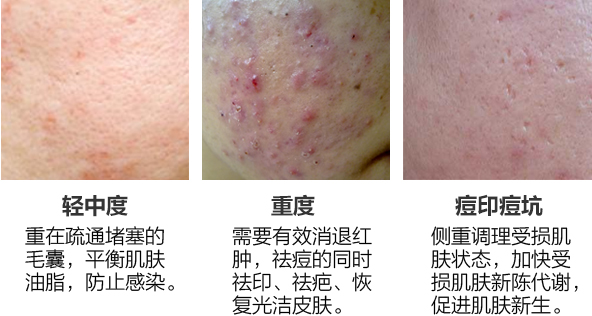 轻中度
重在疏通堵塞的
毛囊，平衡肌肤
油脂，防止感染。
重度
需要有效消退红
肿，祛痘的同时
祛印、祛疤、恢
复光洁皮肤。
痘印痘坑
侧重调理受损肌
肤状态，加快受
损肌肤新陈代谢，
促进肌肤新生。